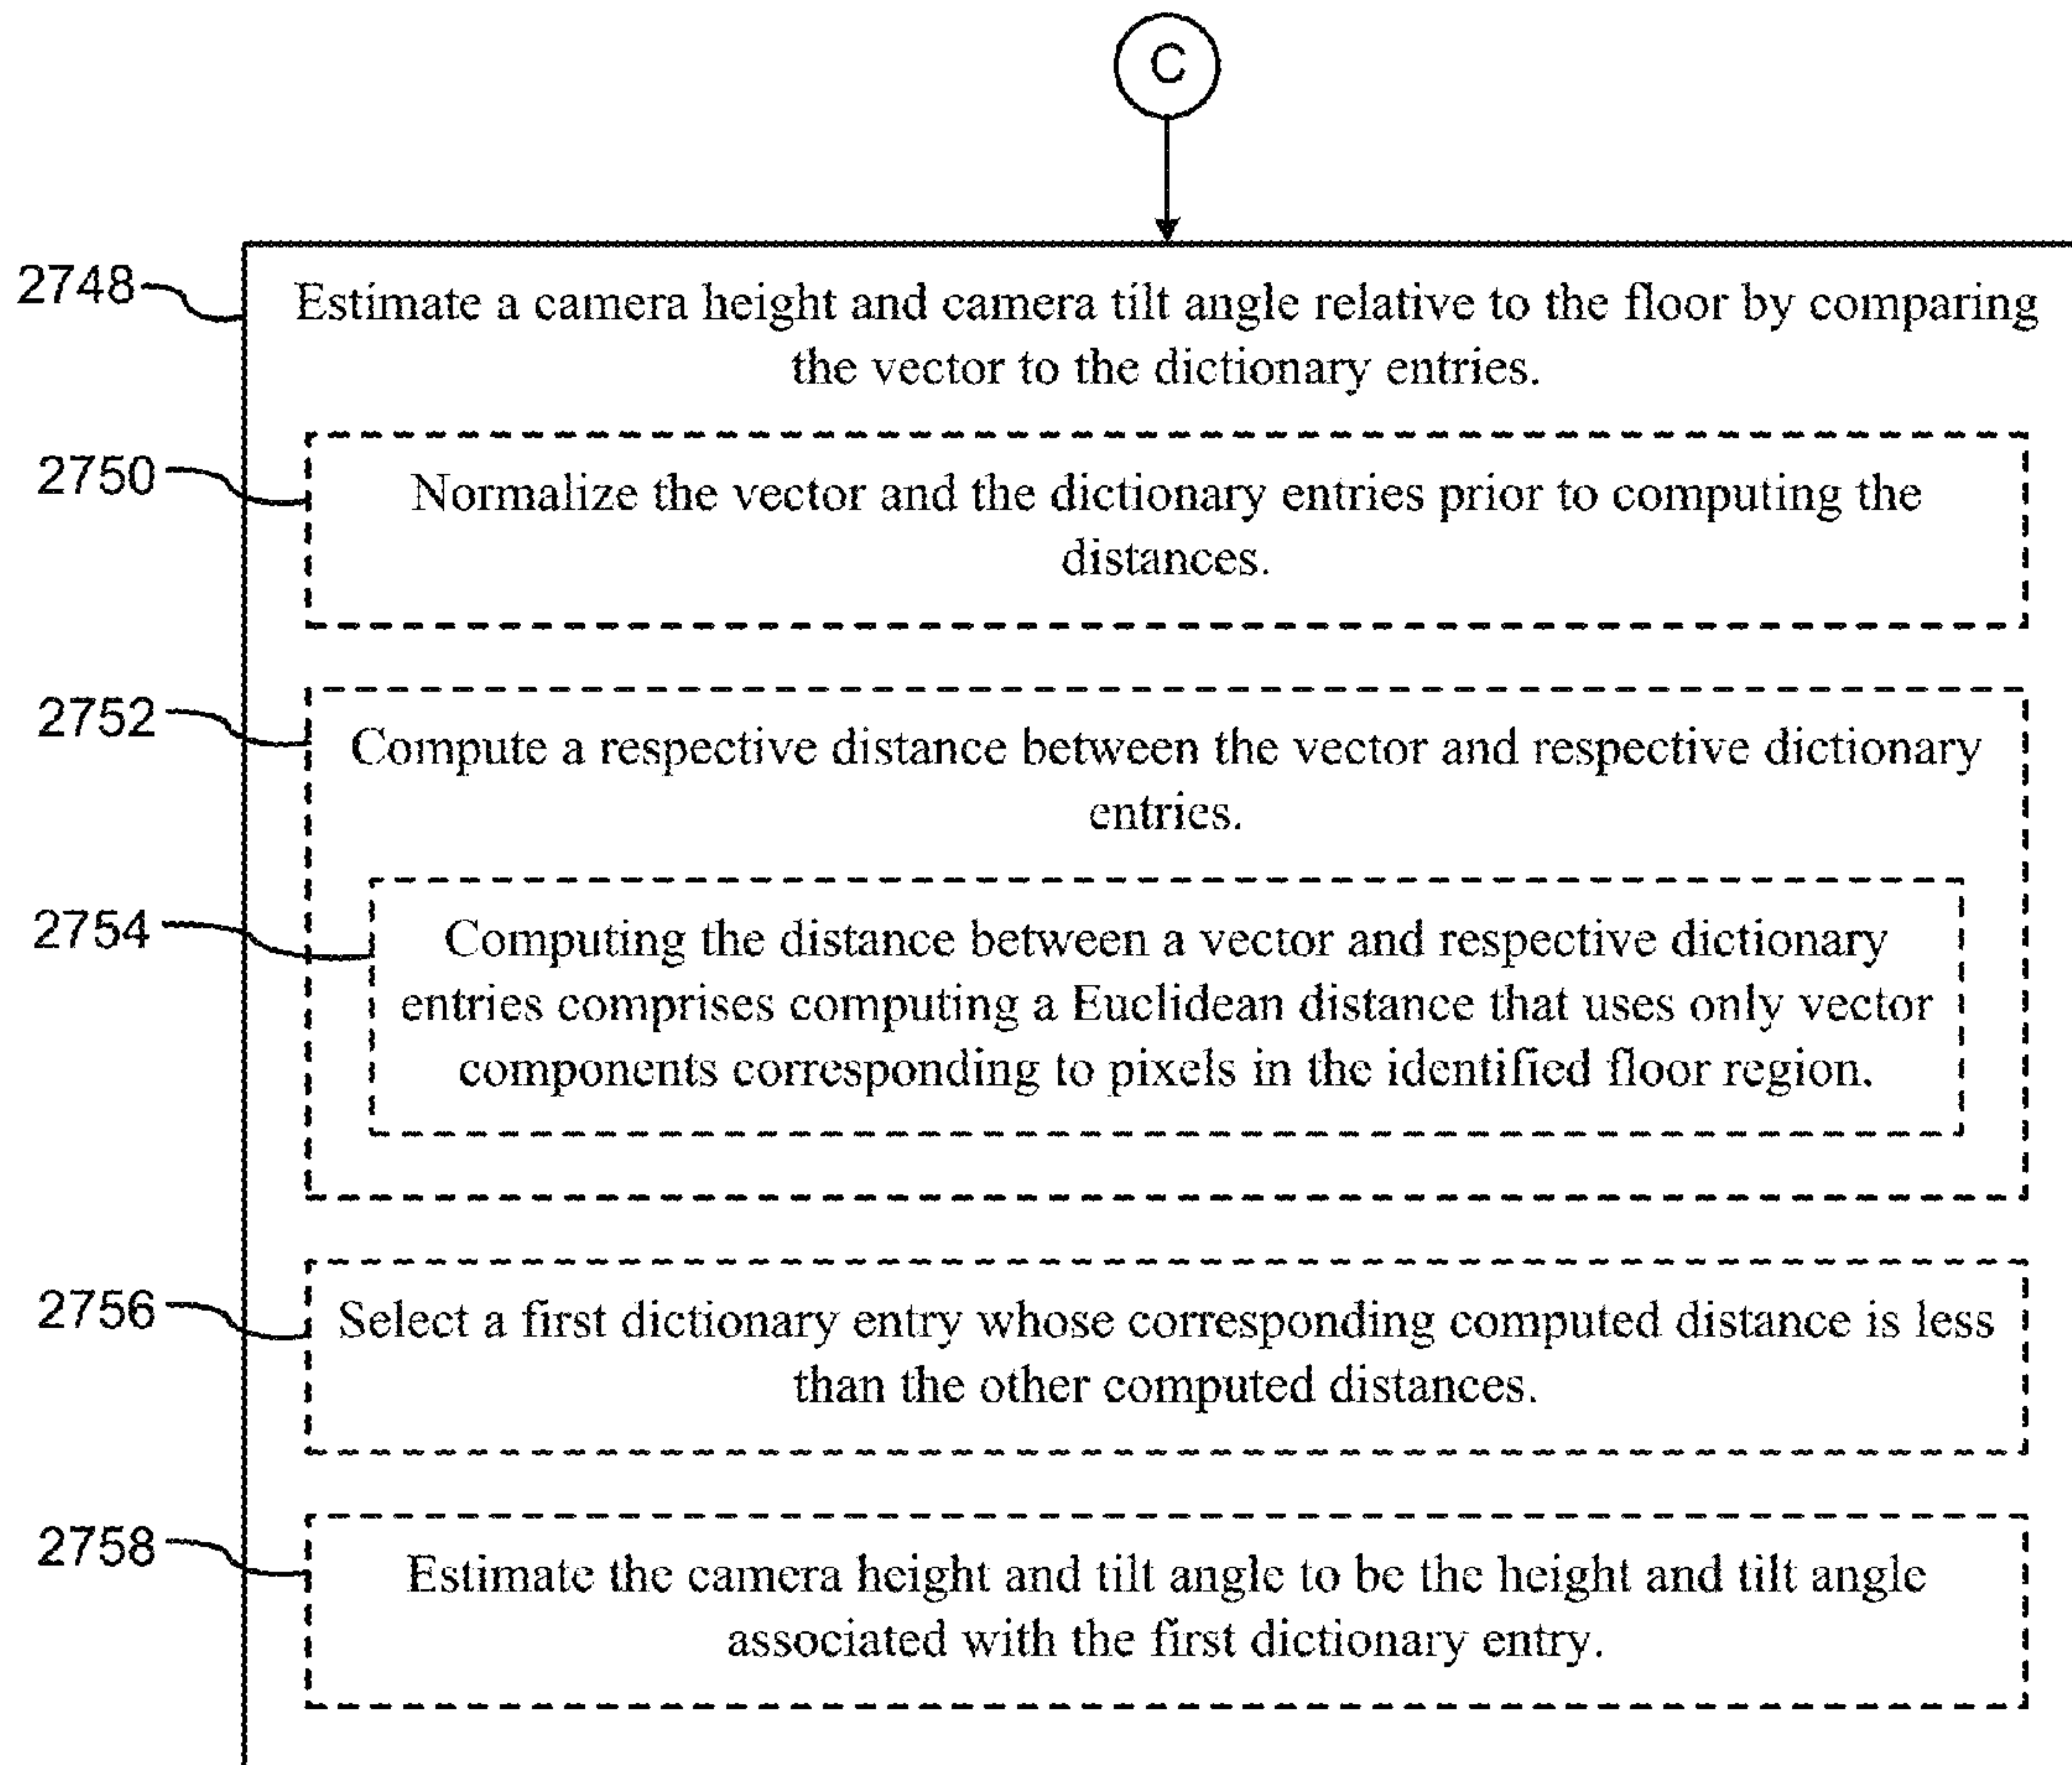 C
2748
Estimate a camera height and camera tilt angle relative to the floor by comparing
the vector to the dictionary entries.
2750
Normalize the vector and the dictionary entries prior to computing the
distances.
2752
Compute a respective distance between the vector and respective dictionary
entries.
2754
Computing the distance between a vector and respective dictionary
entries comprises computing a Euclidean distance that uses only vector
components corresponding to pixels in the identified floor region.
2756
Select a first dictionary entry whose corresponding computed distance is less
than the other computed distances.
2758
Estimate the camera height and tilt angle to be the height and tilt angle
associated with the first dictionary entry.